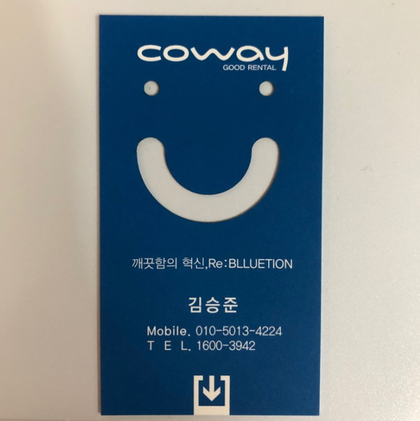 coway
GOOD RENTAL
깨끗함의 혁신,Re:BLLUETION
김승준
Mobile. 010-5013-4224
T E L. 1600-3942